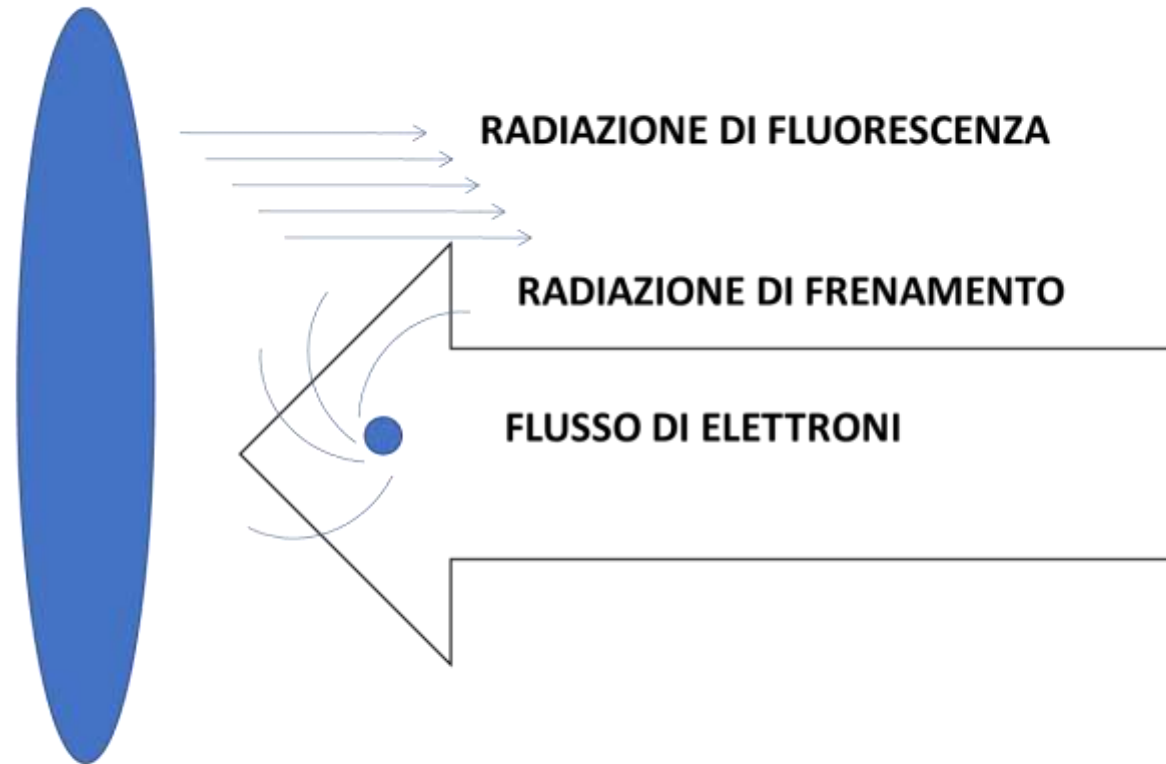 RADIAZIONE DI FLUORESCENZA
RADIAZIONE DI FRENAMENTO
FLUSSO DI ELETTRONI